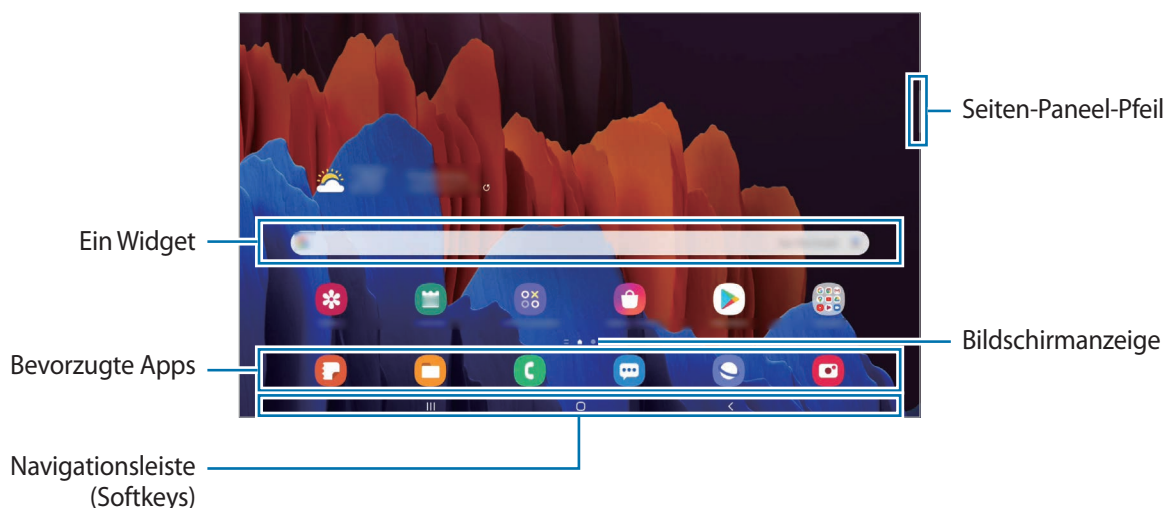 Seiten-Paneel-Pfeil
Ein Widget
Bildschirmanzeige
Bevorzugte Apps
Navigationsleiste
(Softkeys)